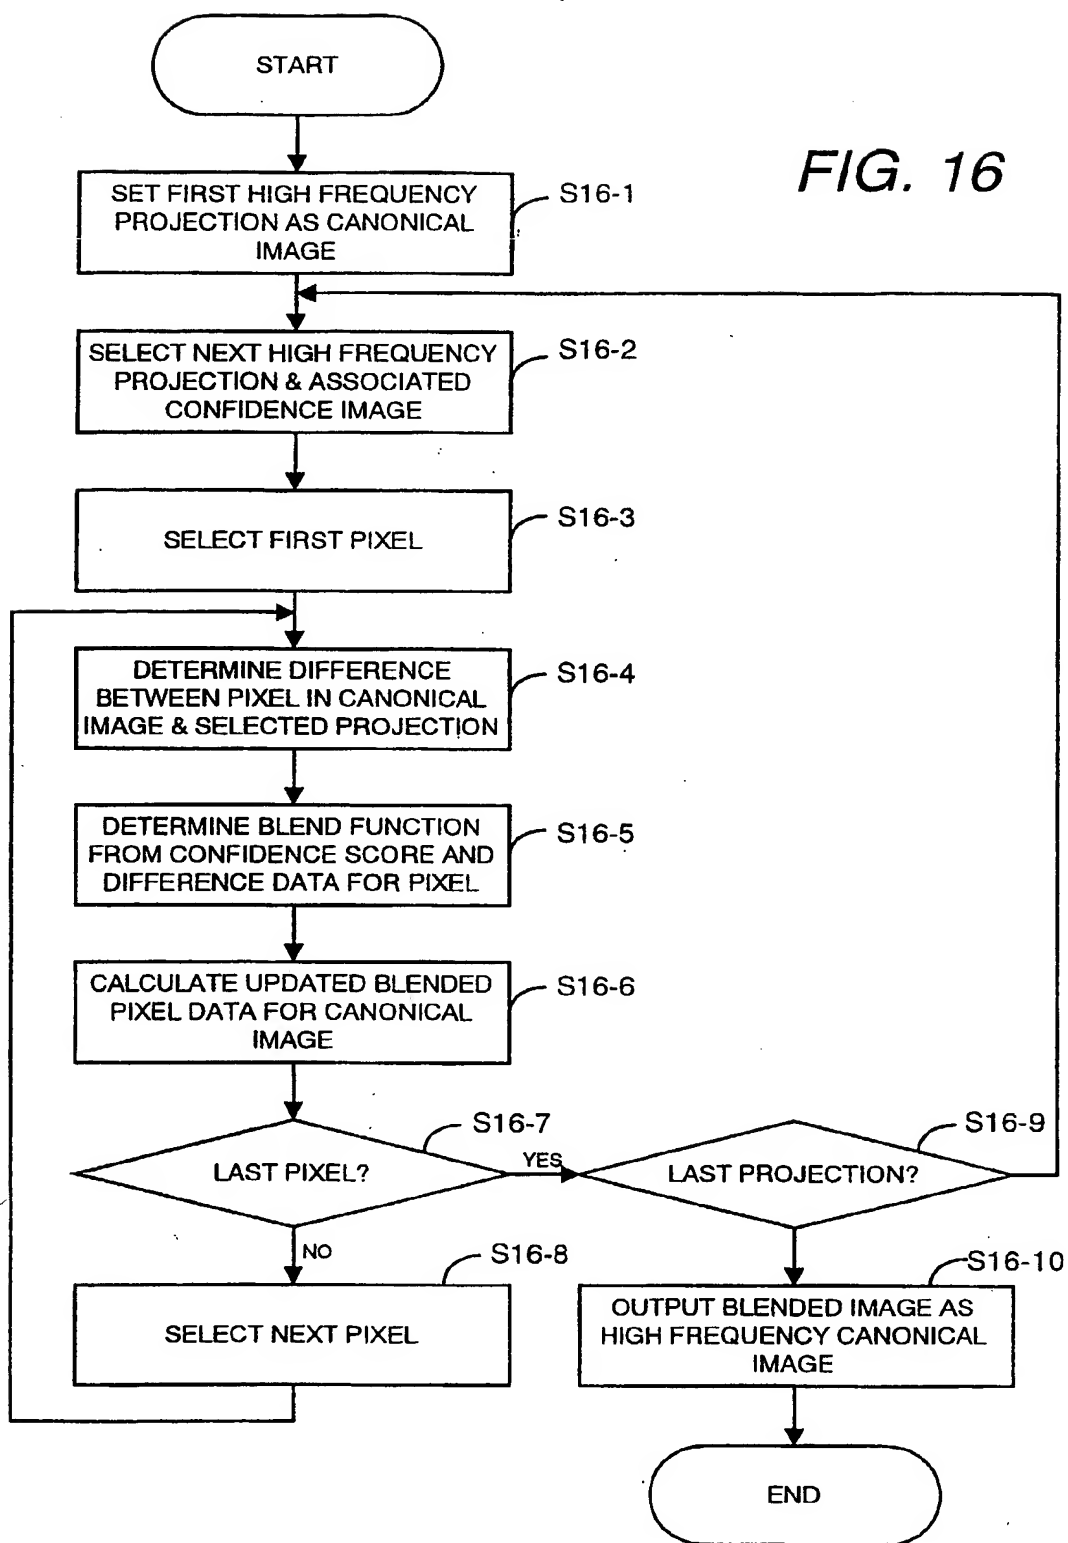 START
FIG. 16
SET FIRST HIGH FREQUENCY
PROJECTION AS CANONICAL
IMAGE
S16-1
SELECT NEXT HIGH FREQUENCY
PROJECTION & ASSOCIATED
CONFIDENCE IMAGE
S16-2
SELECT FIRST PIXEL
S16-3
DETERMINE DIFFERENCE
BETWEEN PIXEL IN CANONICAL
IMAGE & SELECTED PROJECTION
S16-4
DETERMINE BLEND FUNCTION
FROM CONFIDENCE SCORE AND
DIFFERENCE DATA FOR PIXEL
S16-5
CALCULATE UPDATED BLENDED
PIXEL DATA FOR CANONICAL
IMAGE
S16-6
LAST PIXEL?
S16-7
YES
LAST PROJECTION?
S16-9
NO
SELECT NEXT PIXEL
S16-8
OUTPUT BLENDED IMAGE AS
HIGH FREQUENCY CANONICAL
IMAGE
S16-10
END